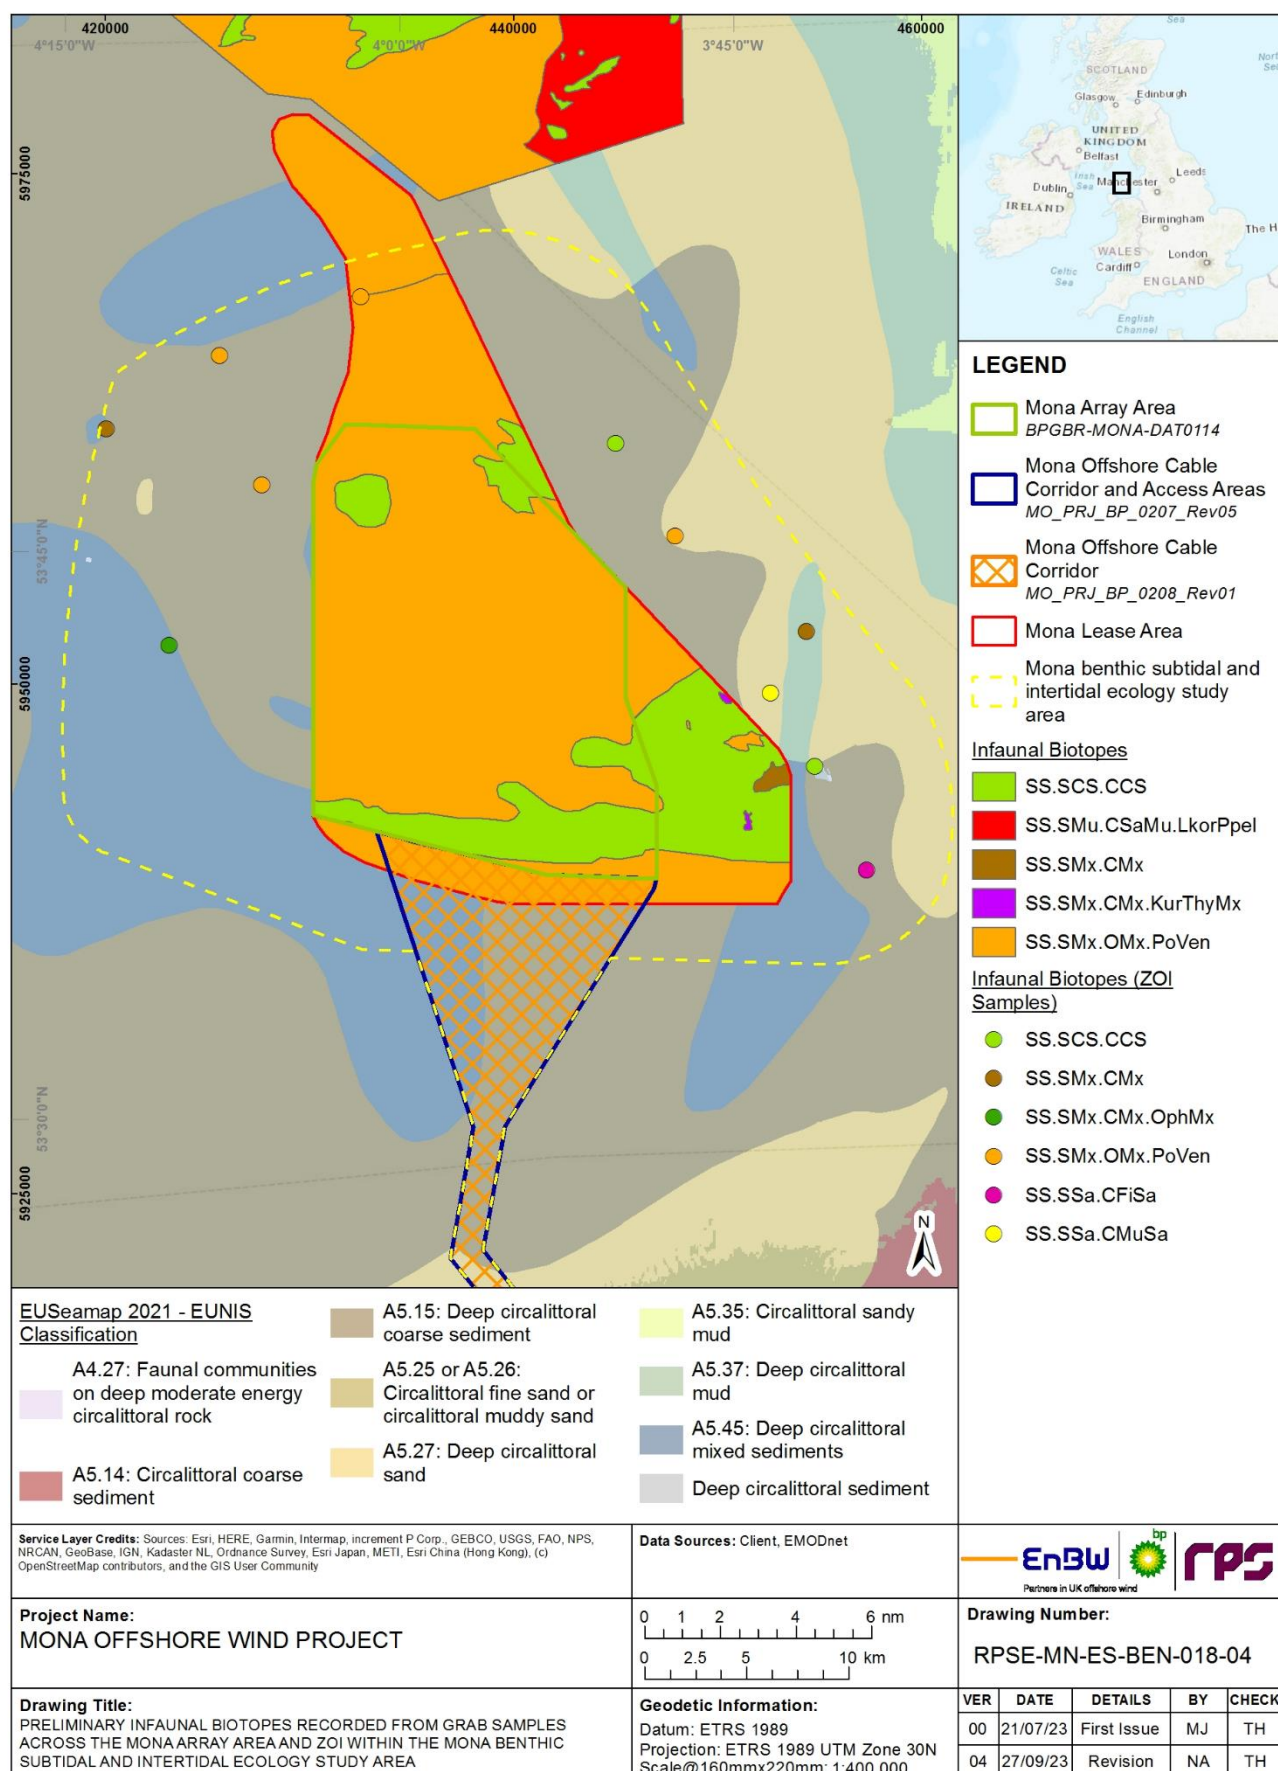 420000
440000
460000
4°15'0"W
4°0'0"W
3°45'0"W
5975000
53°45'0"N
5950000
53°30'0"N
5925000
N
Sea
Nort
Se
SCOTLAND
Glasgow
Edinburgh
UNITED
KINGDOM
Belfast
Irish
Sea
Dublin
Manchester
Leeds
IRELAND
Birmingham
The H
WALES
London
Cardiff
Celtic
Sea
ENGLAND
English
Channel
LEGEND
Mona Array Area
BPGBR-MONA-DAT0114
Mona Offshore Cable
Corridor and Access Areas
MO_PRJ_BP_0207_Rev05
Mona Offshore Cable
Corridor
MO_PRJ_BP_0208_Rev01
Mona Lease Area
Mona benthic subtidal and
intertidal ecology study
area
Infaunal Biotopes
SS.SCS.CCS
SS.SMu.CSaMu.LkorPpel
SS.SMx.CMx
SS.SMx.CMx.KurThyMx
SS.SMx.OMx.PoVen
Infaunal Biotopes (ZOI
Samples)
SS.SCS.CCS
SS.SMx.CMx
SS.SMx.CMx.OphMx
SS.SMx.OMx.PoVen
SS.SSa.CFiSa
SS.SSa.CMuSa
EUSeamap 2021 - EUNIS
Classification
A4.27: Faunal communities
on deep moderate energy
circalittoral rock
A5.14: Circalittoral coarse
sediment
A5.15: Deep circalittoral
coarse sediment
A5.25 or A5.26:
Circalittoral fine sand or
circalittoral muddy sand
A5.27: Deep circalittoral
sand
A5.35: Circalittoral sandy
mud
A5.37: Deep circalittoral
mud
A5.45: Deep circalittoral
mixed sediments
Deep circalittoral sediment
Service Layer Credits: Sources: Esri, HERE, Garmin, Intermap, increment P Corp., GEBCO, USGS, FAO, NPS,
NRCAN, GeoBase, IGN, Kadaster NL, Ordnance Survey, Esri Japan, METI, Esri China (Hong Kong), (c)
OpenStreetMap contributors, and the GIS User Community
Data Sources: Client, EMODnet
EnBW
Partners in UK offshore wind
bp
rps
Project Name:
MONA OFFSHORE WIND PROJECT
0 1 2 4 6 nm
0 2.5 5 10 km
Drawing Number:
RPSE-MN-ES-BEN-018-04
Drawing Title:
PRELIMINARY INFAUNAL BIOTOPES RECORDED FROM GRAB SAMPLES
ACROSS THE MONA ARRAY AREA AND ZOI WITHIN THE MONA BENTHIC
SUBTIDAL AND INTERTIDAL ECOLOGY STUDY AREA
Geodetic Information:
Datum: ETRS 1989
Projection: ETRS 1989 UTM Zone 30N
Scale@160mmx220mm: 1:400,000
VER DATE DETAILS BY CHECK
00 21/07/23 First Issue MJ TH
04 27/09/23 Revision NA TH